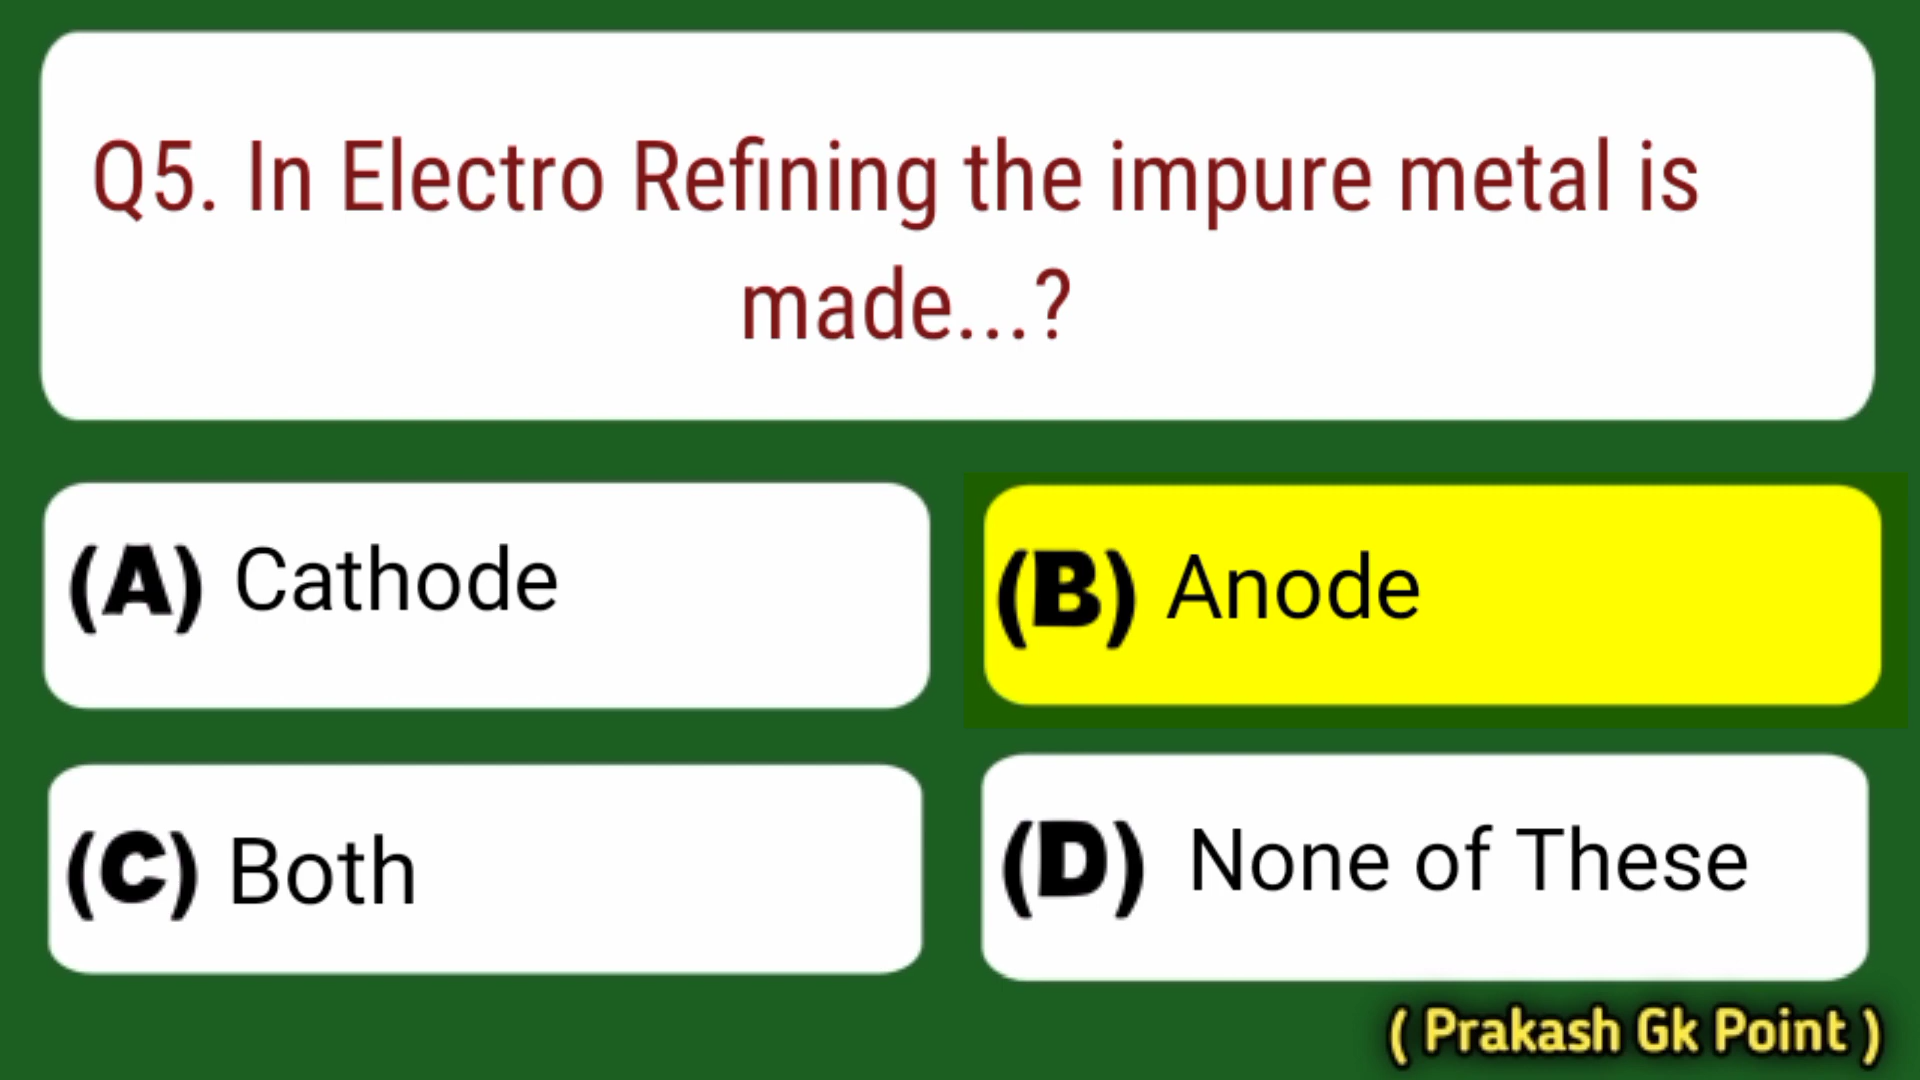 Q5. In Electro Refining the impure metal is
made...?
(A) Cathode
(B) Anode
(C) Both
(D) None of These
( Prakash Gk Point )